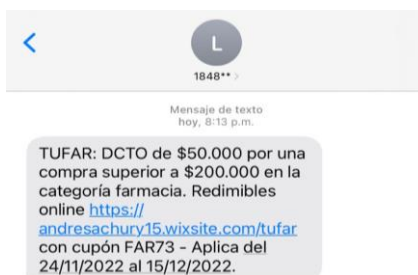 L
1848**
Mensaje de texto
hoy, 8:13 p.m.
TUFAR: DCTO de $50.000 por una
compra superior a $200.000 en la
categoría farmacia. Redimibles
online https://
andresachury15.wixsite.com/tufar
con cupón FAR73 - Aplica del
24/11/2022 al 15/12/2022.